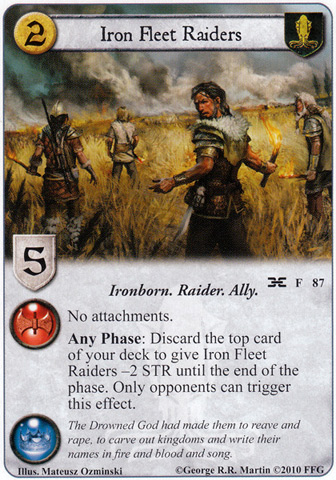 2
Iron Fleet Raiders
5
Ironborn. Raider. Ally.
F 87
No attachments.
Any Phase: Discard the top card
of your deck to give Iron Fleet
Raiders –2 STR until the end of the
phase. Only opponents can trigger
this effect.
The Drowned God had made them to reave and
rape, to carve out kingdoms and write their
names in fire and blood and song.
Illus. Mateusz Ozminski
©George R.R. Martin ©2010 FFG